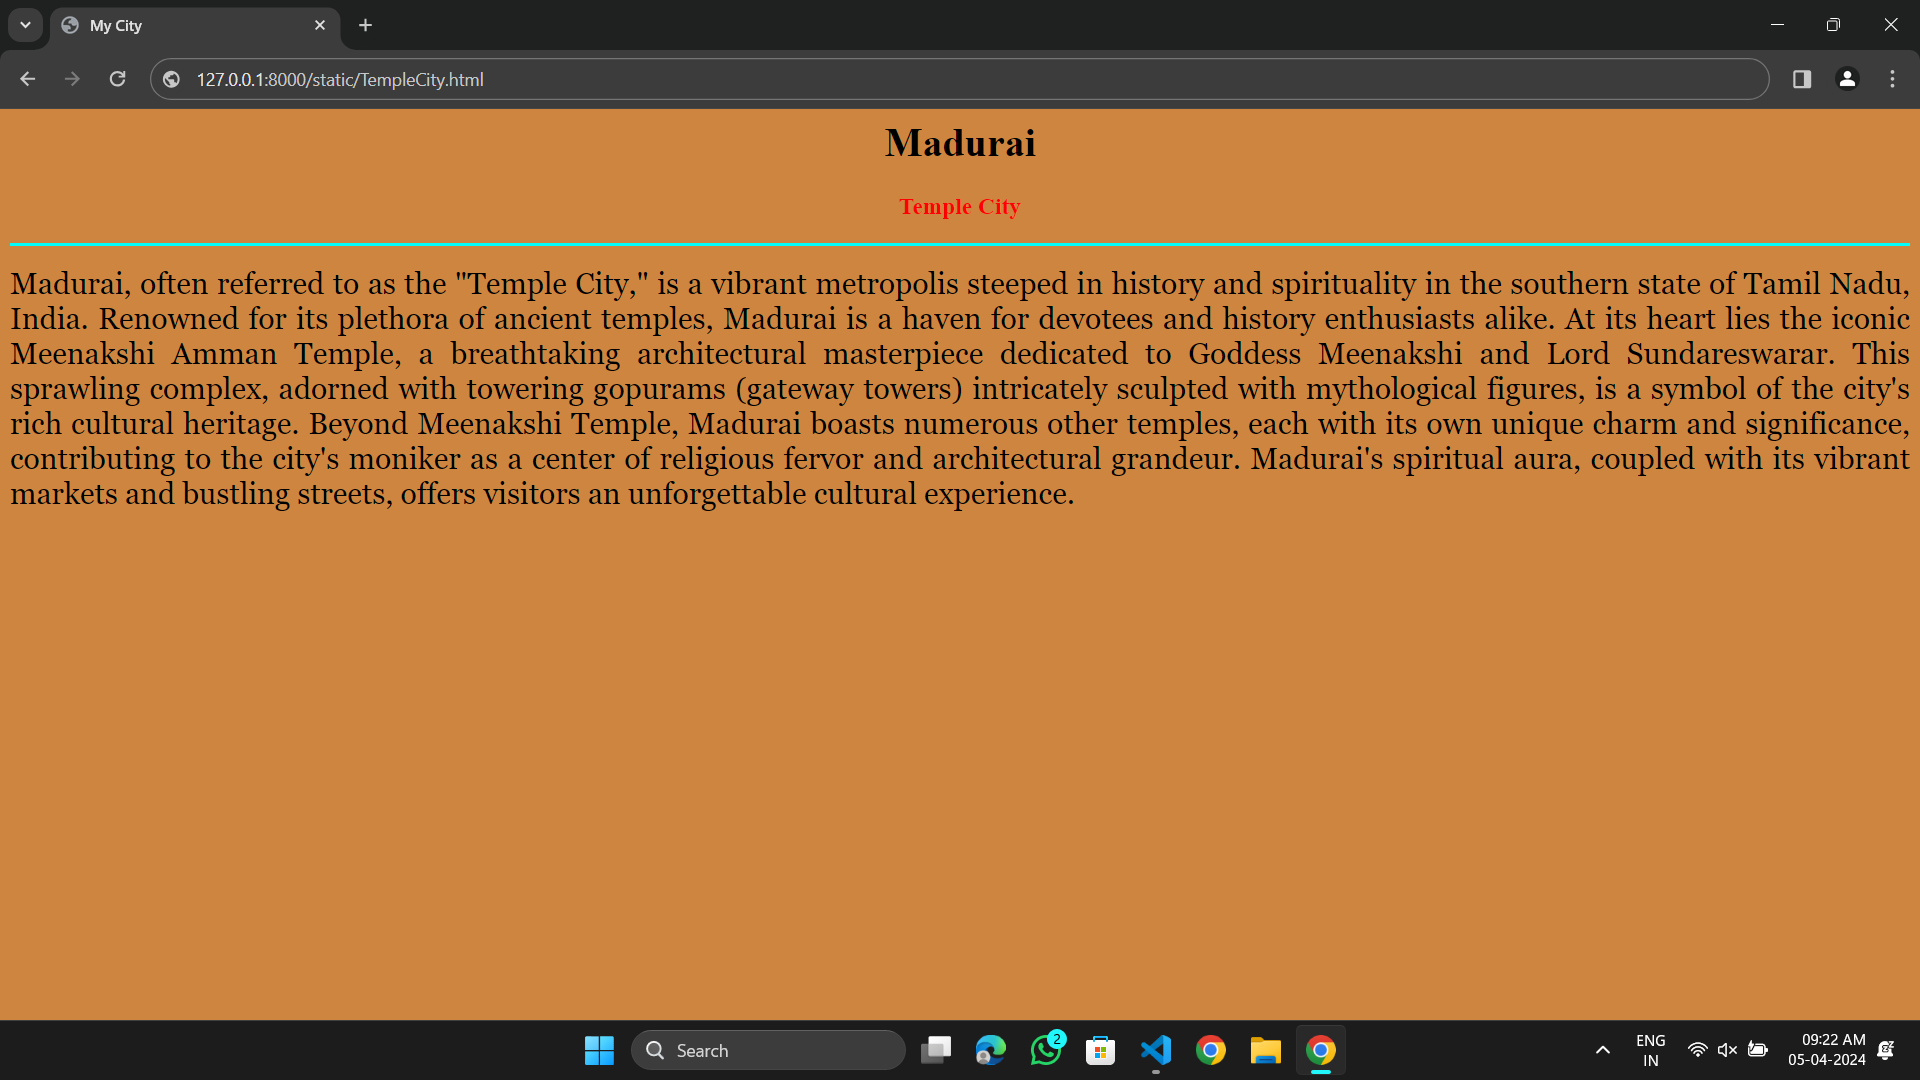 My City
127.0.0.1:8000/static/TempleCity.html
Madurai
Temple City
Madurai, often referred to as the "Temple City," is a vibrant metropolis steeped in history and spirituality in the southern state of Tamil Nadu,
India. Renowned for its plethora of ancient temples, Madurai is a haven for devotees and history enthusiasts alike. At its heart lies the iconic
Meenakshi Amman Temple, a breathtaking architectural masterpiece dedicated to Goddess Meenakshi and Lord Sundareswarar. This
sprawling complex, adorned with towering gopurams (gateway towers) intricately sculpted with mythological figures, is a symbol of the city's
rich cultural heritage. Beyond Meenakshi Temple, Madurai boasts numerous other temples, each with its own unique charm and significance,
contributing to the city's moniker as a center of religious fervor and architectural grandeur. Madurai's spiritual aura, coupled with its vibrant
markets and bustling streets, offers visitors an unforgettable cultural experience.
Search
2
ENG
IN
09:22 AM
05-04-2024